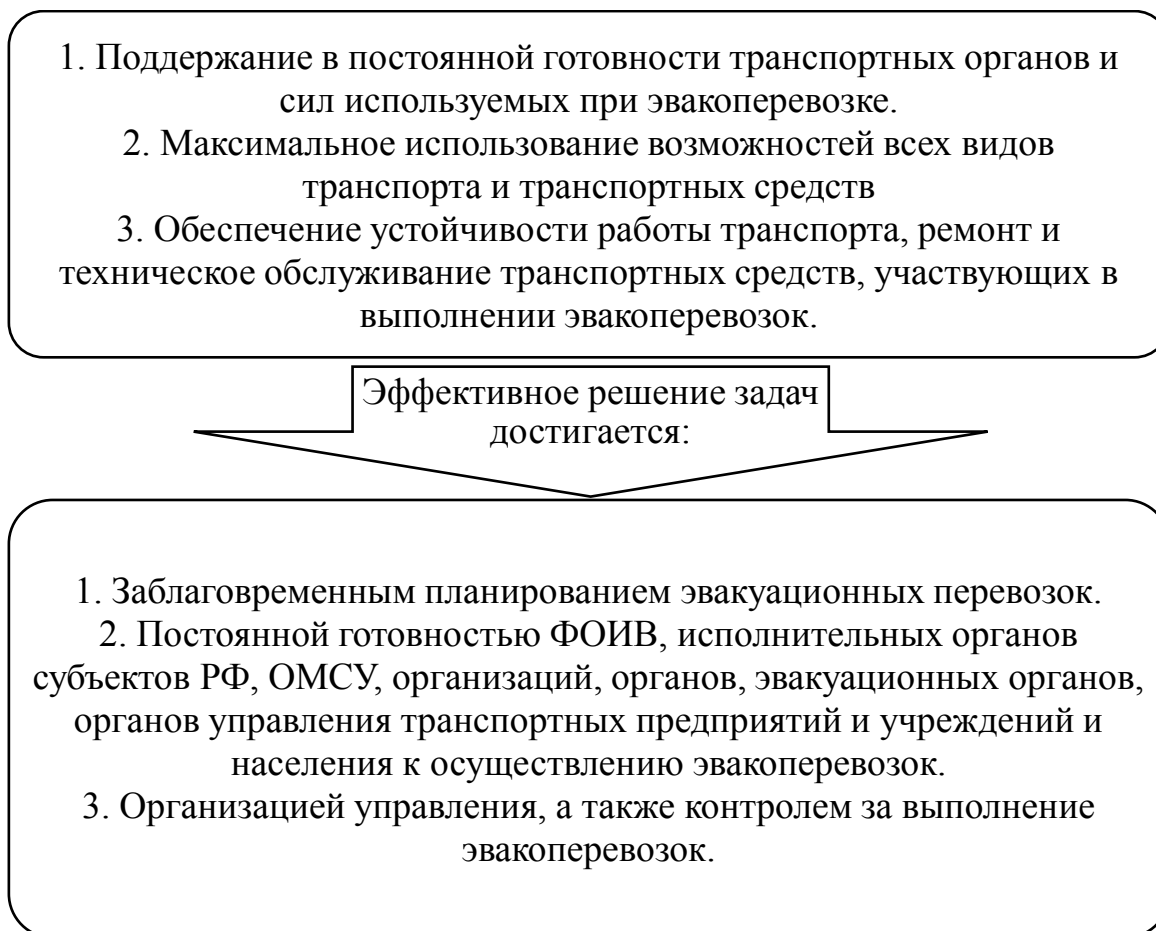 1. Поддержание в постоянной готовности транспортных органов и
сил используемых при эвакоперевозке.
2. Максимальное использование возможностей всех видов
транспорта и транспортных средств
3. Обеспечение устойчивости работы транспорта, ремонт и
техническое обслуживание транспортных средств, участвующих в
выполнении эвакоперевозок.
Эффективное решение задач
достигается:
1. Заблаговременным планированием эвакуационных перевозок.
2. Постоянной готовностью ФОИВ, исполнительных органов
субъектов РФ, ОМСУ, организаций, органов, эвакуационных органов,
органов управления транспортных предприятий и учреждений и
населения к осуществлению эвакоперевозок.
3. Организацией управления, а также контролем за выполнение
эвакоперевозок.